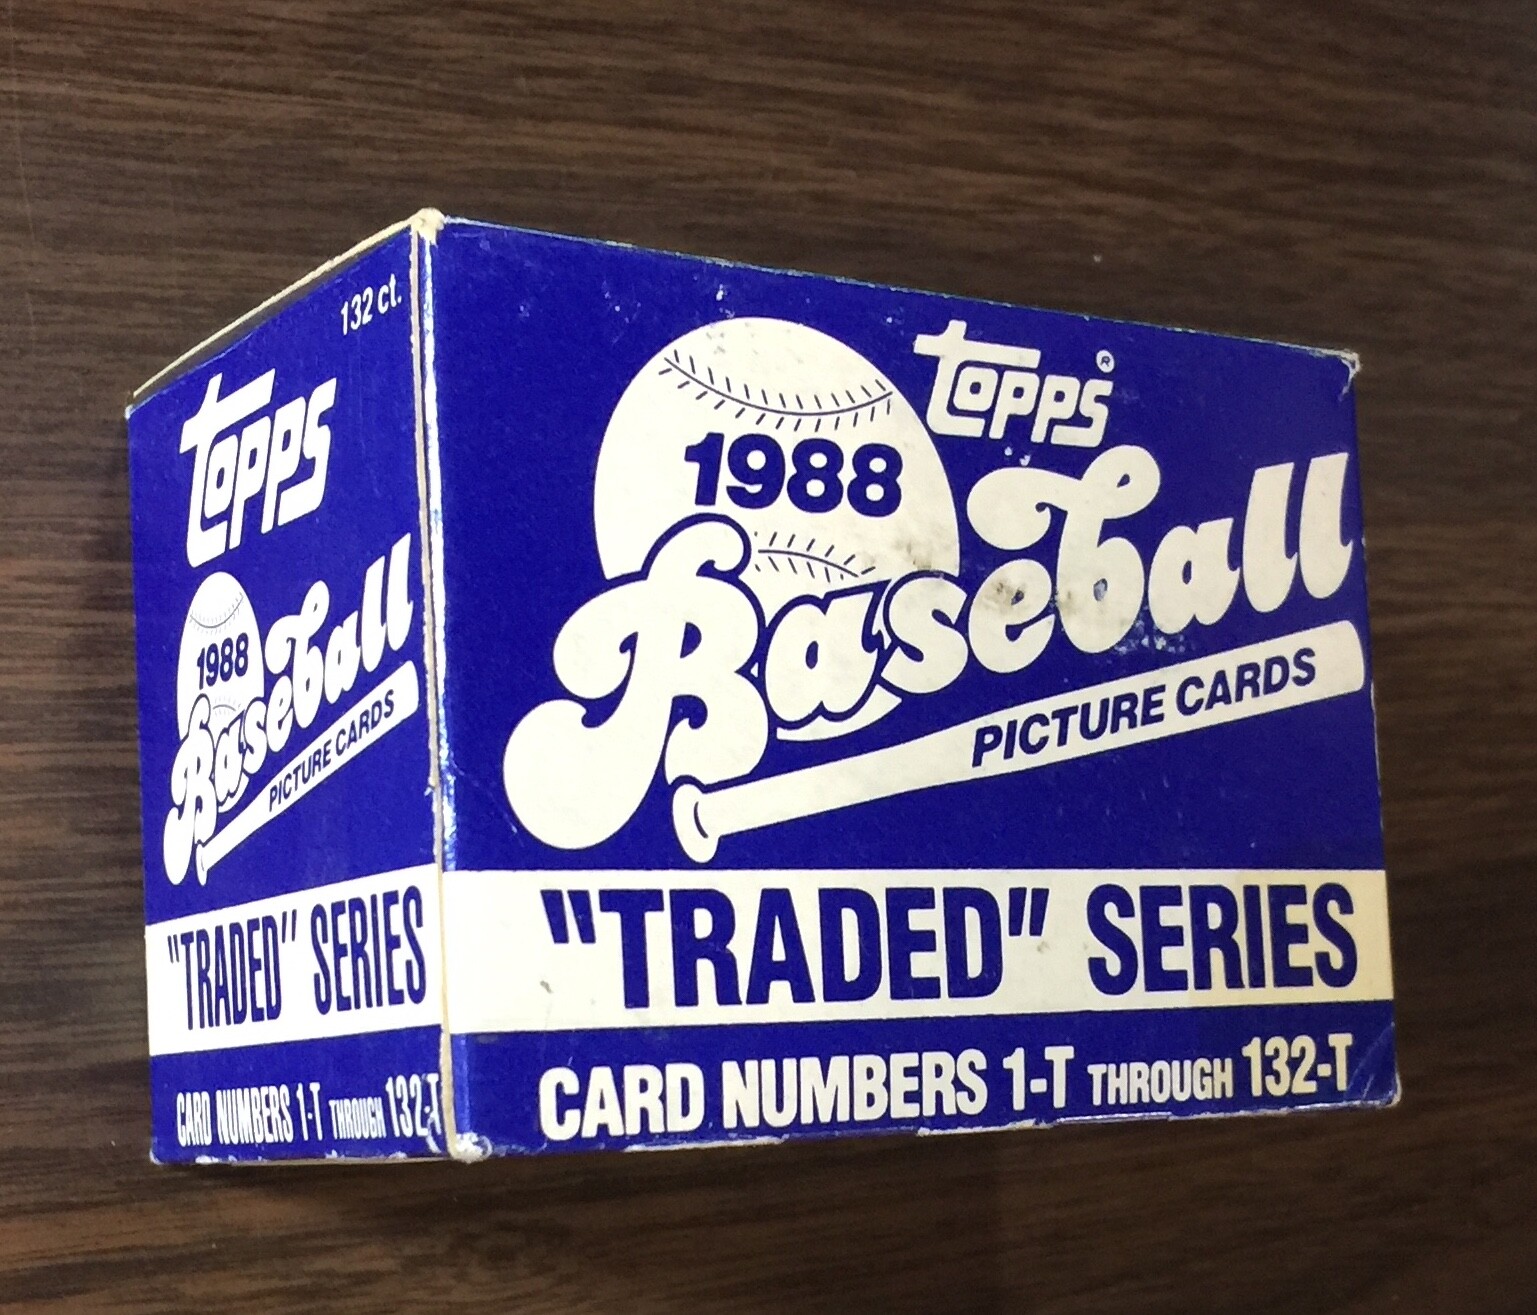 132 ct.
Topps
1988
Baseball
PICTURE CARDS
"TRADED" SERIES
CARD NUMBERS 1-T THROUGH 132-T
Topps®
1988
Baseball
PICTURE CARDS
"TRADED" SERIES
CARD NUMBERS 1-T THROUGH 132-T